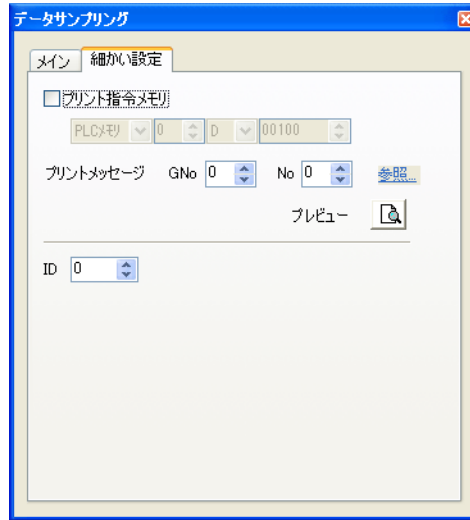 データサンプリング
メイン 細かい設定
プリント指令メモリ
PLCメモリ 0 D 00100
プリントメッセージ GNo 0 No 0 参照...
プレビュー
ID 0